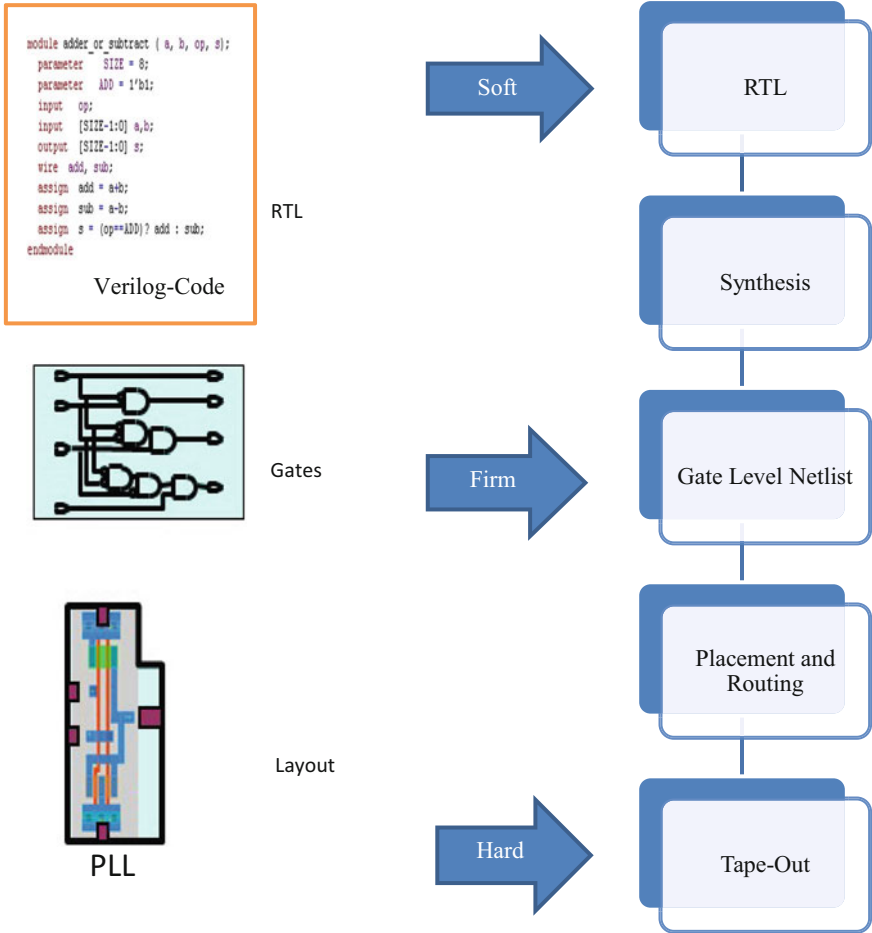 module adder_or_subtract ( a, b, op, s);
parameter SIZE = 8;
parameter ADD = 1'b1;
input op;
input [SIZE-1:0] a,b;
output [SIZE-1:0] s;
wire add, sub;
assign add = a+b;
assign sub = a-b;
assign s = (op==ADD)? add : sub;
endmodule
Verilog-Code
RTL
Soft
RTL
Synthesis
Gates
Firm
Gate Level Netlist
Placement and
Routing
Layout
PLL
Hard
Tape-Out